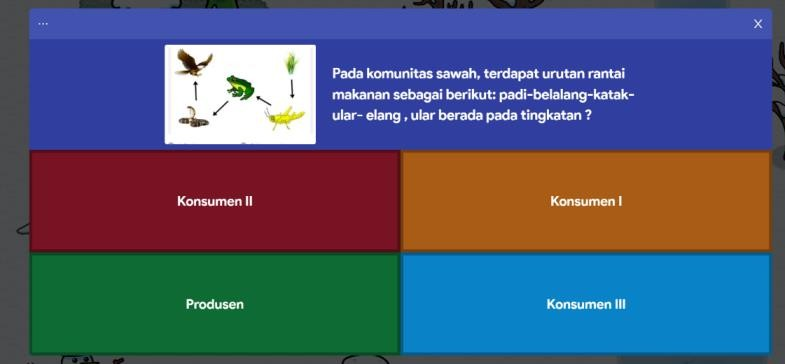 ...
X
Pada komunitas sawah, terdapat urutan rantai
makanan sebagai berikut: padi-belalang-katak-
ular- elang , ular berada pada tingkatan ?
Konsumen II
Konsumen I
Produsen
Konsumen III